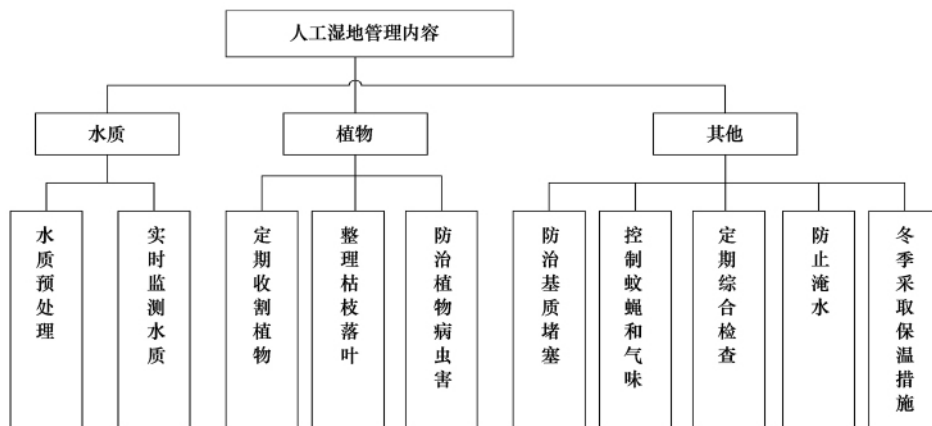 人工湿地管理内容
水质
植物
其他
水质预处理
实时监测水质
定期收割植物
整理枯枝落叶
防治植物病虫害
防治基质堵塞
控制蚊蝇和气味
定期综合检查
防止淹水
冬季采取保温措施